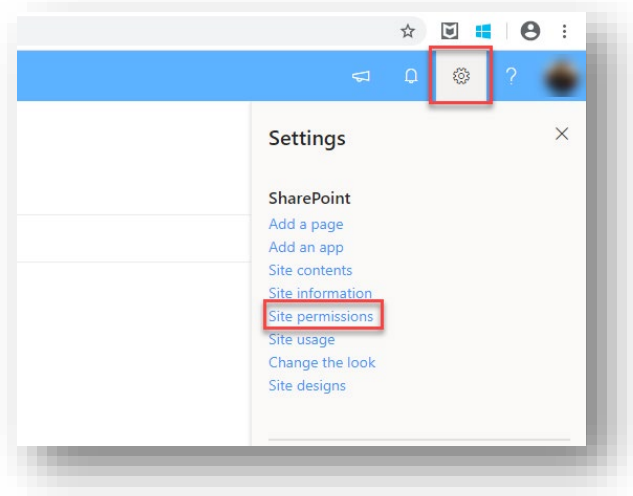 ?
Settings
SharePoint
Add a page
Add an app
Site contents
Site information
Site permissions
Site usage
Change the look
Site designs